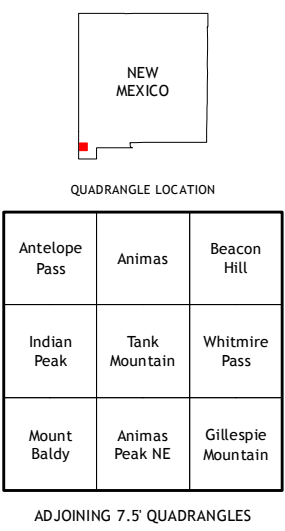 NEW
MEXICO
QUADRANGLE LOCATION
Antelope
Pass
Animas
Beacon
Hill
Indian
Peak
Tank
Mountain
Whitmire
Pass
Mount
Baldy
Animas
Peak NE
Gillespie
Mountain
ADJOINING 7.5' QUADRANGLES